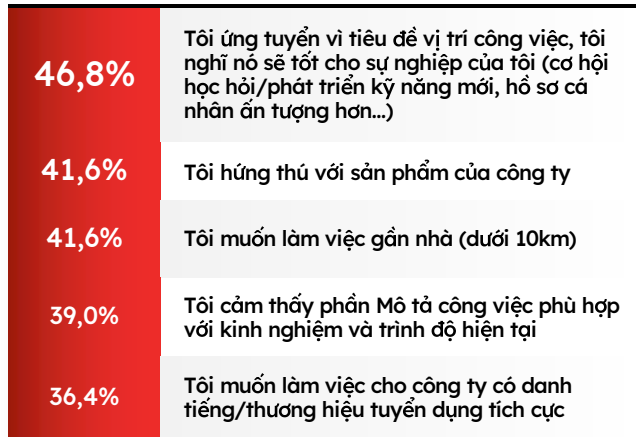 46,8%
Tôi ứng tuyển vì tiêu đề vị trí công việc, tôi
nghĩ nó sẽ tốt cho sự nghiệp của tôi (cơ hội
học hỏi/phát triển kỹ năng mới, hồ sơ cá
nhân ấn tượng hơn...)
41,6%
Tôi hứng thú với sản phẩm của công ty
41,6%
Tôi muốn làm việc gần nhà (dưới 10km)
39,0%
Tôi cảm thấy phần Mô tả công việc phù hợp
với kinh nghiệm và trình độ hiện tại
36,4%
Tôi muốn làm việc cho công ty có danh
tiếng/thương hiệu tuyển dụng tích cực